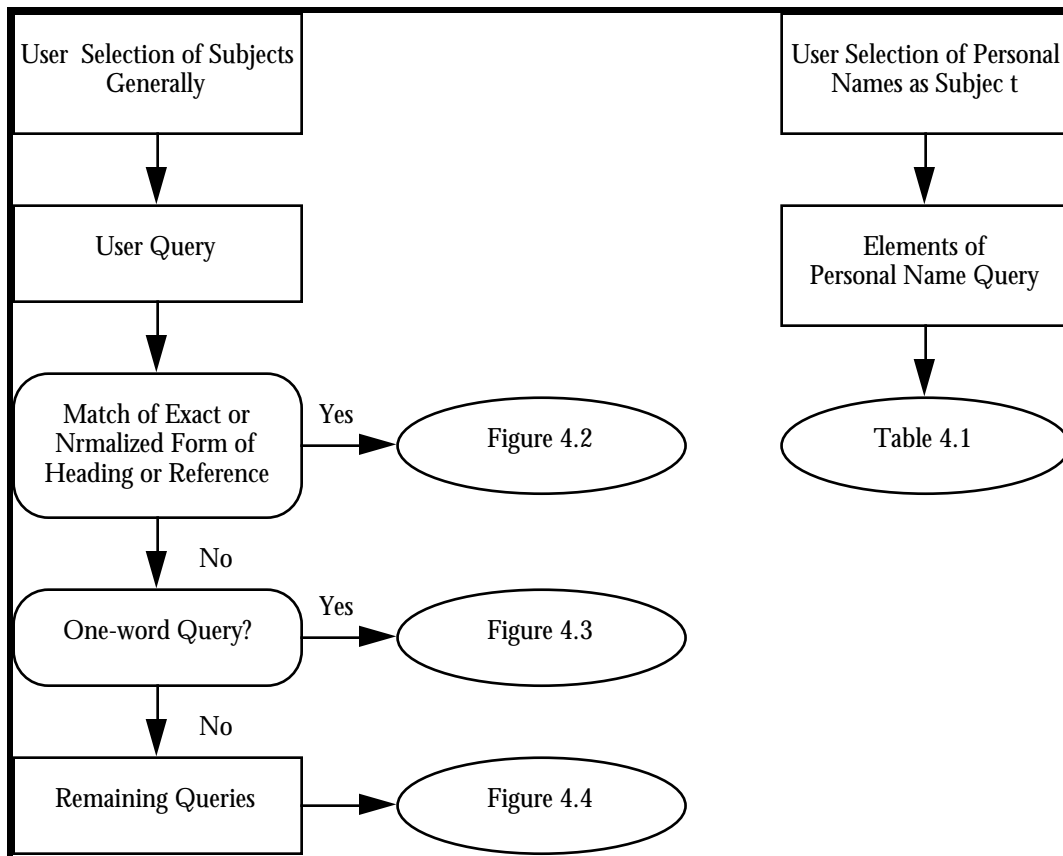 User Selection of Subjects
Generally
User Selection of Personal
Names as Subjec t
User Query
Elements of
Personal Name Query
Match of Exact or
Nrmalized Form of
Heading or Reference
Yes
Figure 4.2
Table 4.1
No
One-word Query?
Yes
Figure 4.3
No
Remaining Queries
Figure 4.4